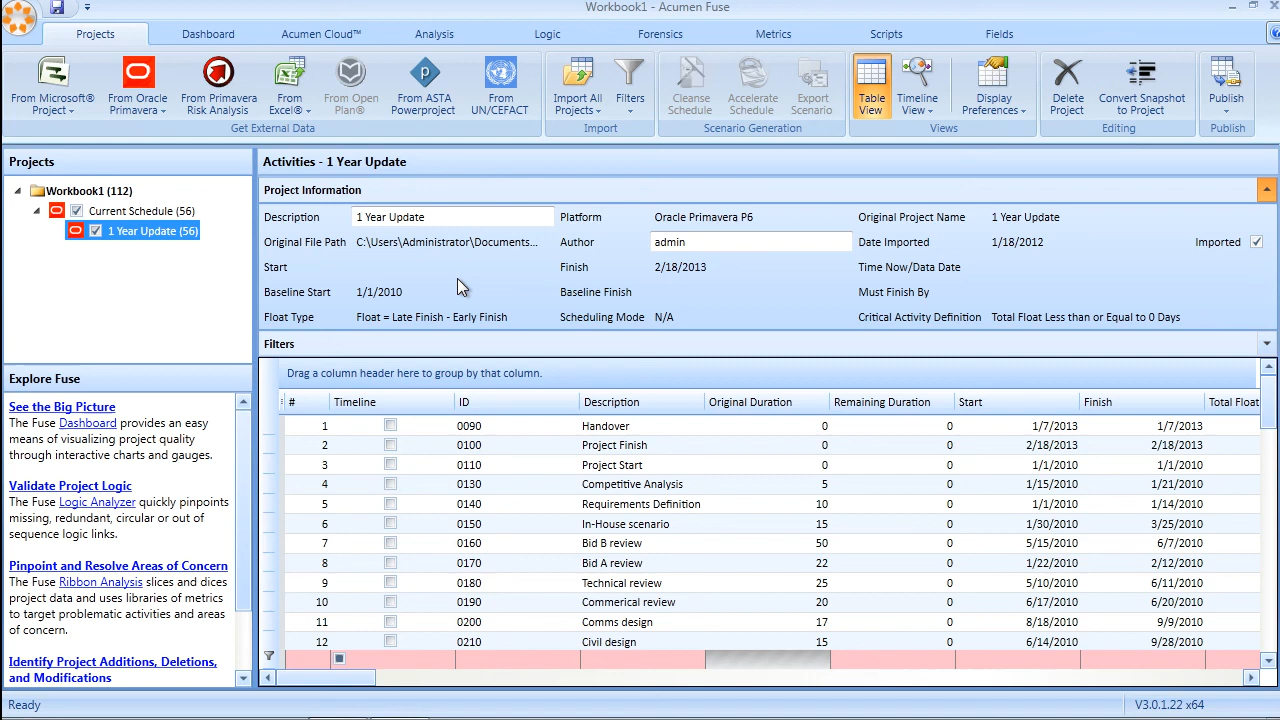 Workbook1 - Acumen Fuse
Projects Dashboard Acumen Cloud™ Analysis Logic Forensics Metrics Scripts Fields
From Microsoft® Project
From Oracle Primavera
From Primavera Risk Analysis
From Excel®
From Open Plan®
From ASTA Powerproject
From UN/CEFACT
Import All Projects
Filters
Cleanse Schedule
Accelerate Schedule
Export Scenario
Table View
Timeline View
Display Preferences
Delete Project
Convert Snapshot to Project
Publish
Get External Data Import Scenario Generation Views Editing Publish
Projects
Workbook1 (112)
Current Schedule (56)
1 Year Update (56)
Explore Fuse
See the Big Picture
The Fuse Dashboard provides an easy
means of visualizing project quality
through interactive charts and gauges.
Validate Project Logic
The Fuse Logic Analyzer quickly pinpoints
missing, redundant, circular or out of
sequence logic links.
Pinpoint and Resolve Areas of Concern
The Fuse Ribbon Analysis slices and dices
project data and uses libraries of metrics
to target problematic activities and areas
of concern.
Identify Project Additions, Deletions,
and Modifications
Activities - 1 Year Update
Project Information
Description 1 Year Update Platform Oracle Primavera P6 Original Project Name 1 Year Update
Original File Path C:\Users\Administrator\Documents... Author admin Date Imported 1/18/2012 Imported
Start Finish 2/18/2013 Time Now/Data Date
Baseline Start 1/1/2010 Baseline Finish Must Finish By
Float Type Float = Late Finish - Early Finish Scheduling Mode N/A Critical Activity Definition Total Float Less than or Equal to 0 Days
Filters
Drag a column header here to group by that column.
# Timeline ID Description Original Duration Remaining Duration Start Finish Total Float
1 0090 Handover 0 0 1/7/2013 1/7/2013
2 0100 Project Finish 0 0 2/18/2013 2/18/2013
3 0110 Project Start 0 0 1/1/2010 1/1/2010
4 0130 Competitive Analysis 5 0 1/15/2010 1/21/2010
5 0140 Requirements Definition 10 0 1/1/2010 1/14/2010
6 0150 In-House scenario 15 0 1/30/2010 3/25/2010
7 0160 Bid B review 50 0 5/15/2010 6/7/2010
8 0170 Bid A review 22 0 1/22/2010 2/12/2010
9 0180 Technical review 25 0 5/10/2010 6/11/2010
10 0190 Commerical review 20 0 6/17/2010 6/20/2010
11 0200 Comms design 17 0 8/18/2010 9/9/2010
12 0210 Civil design 15 0 6/14/2010 9/28/2010
Ready V3.0.1.22 x64